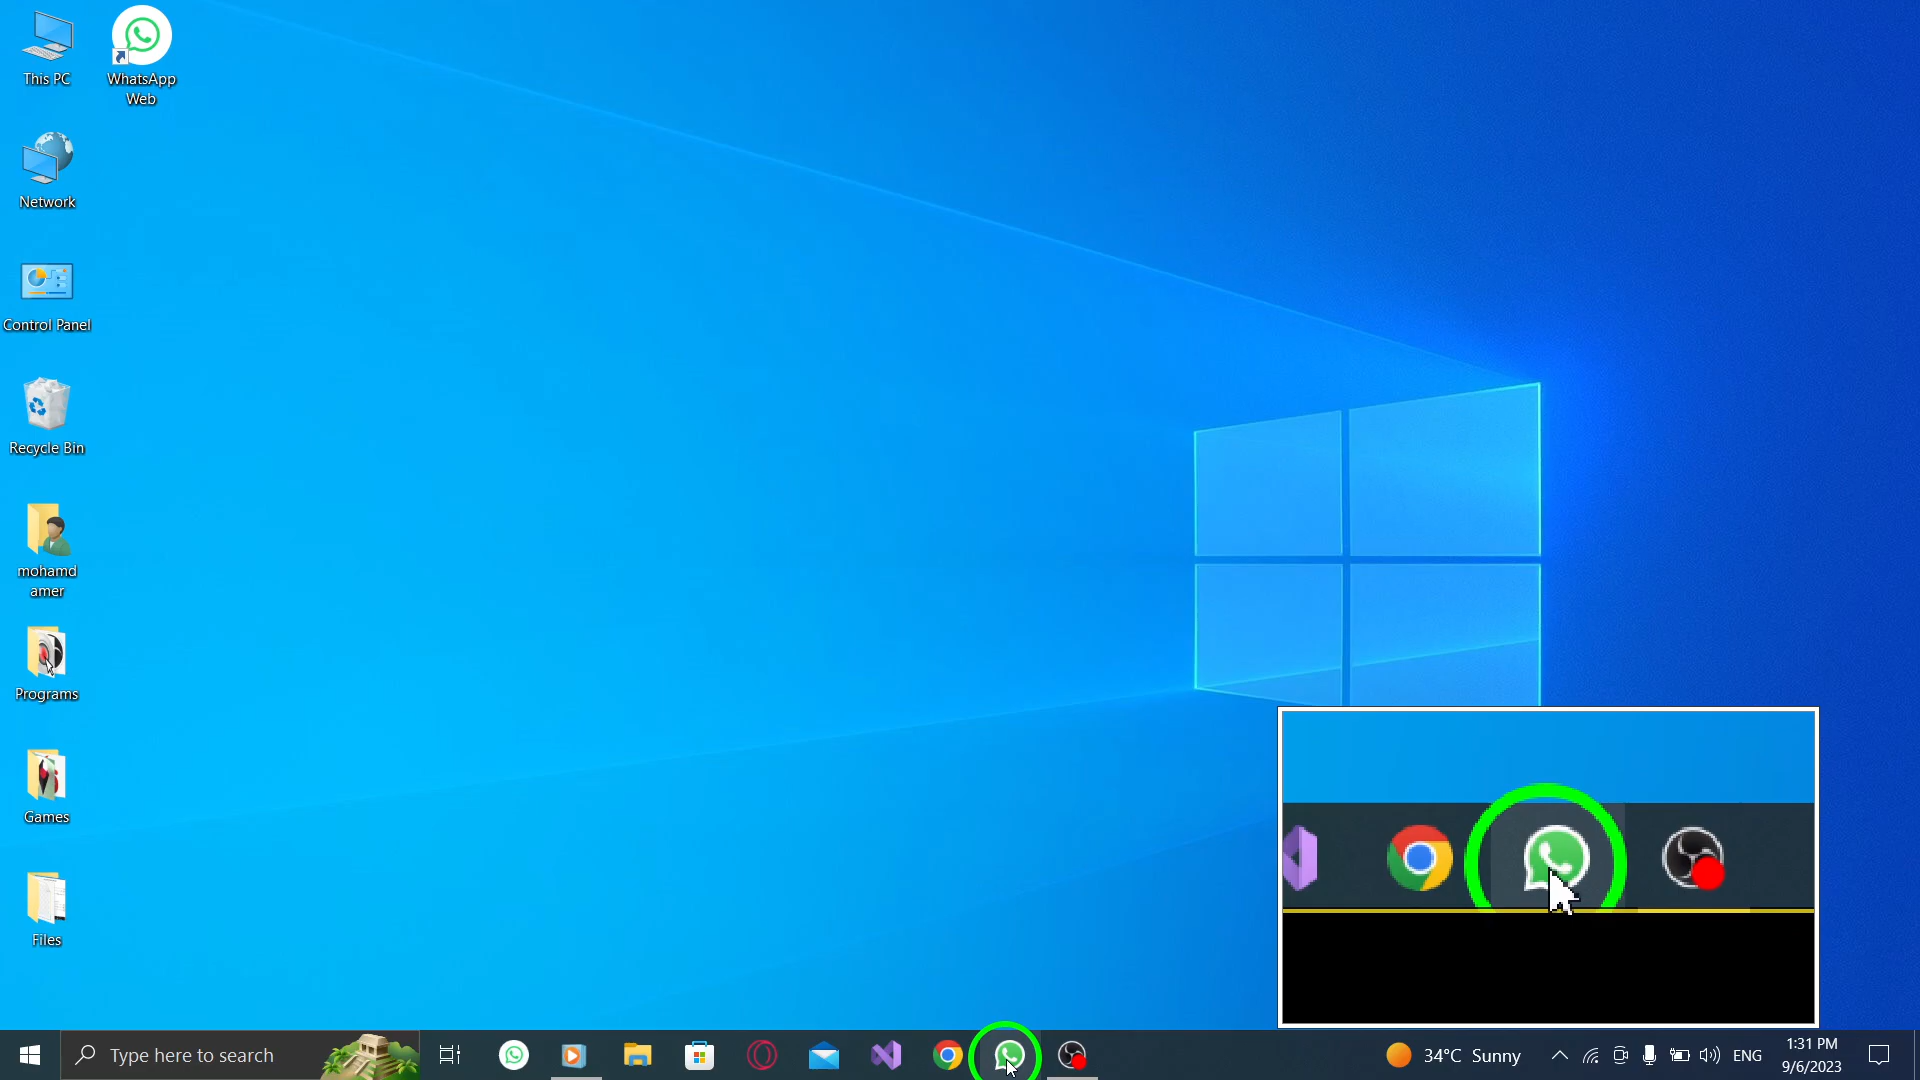 This PC
WhatsApp
Web
Network
Control Panel
Recycle Bin
mohamd
amer
Programs
Games
Files
Type here to search
34°C Sunny
ENG
1:31 PM
9/6/2023